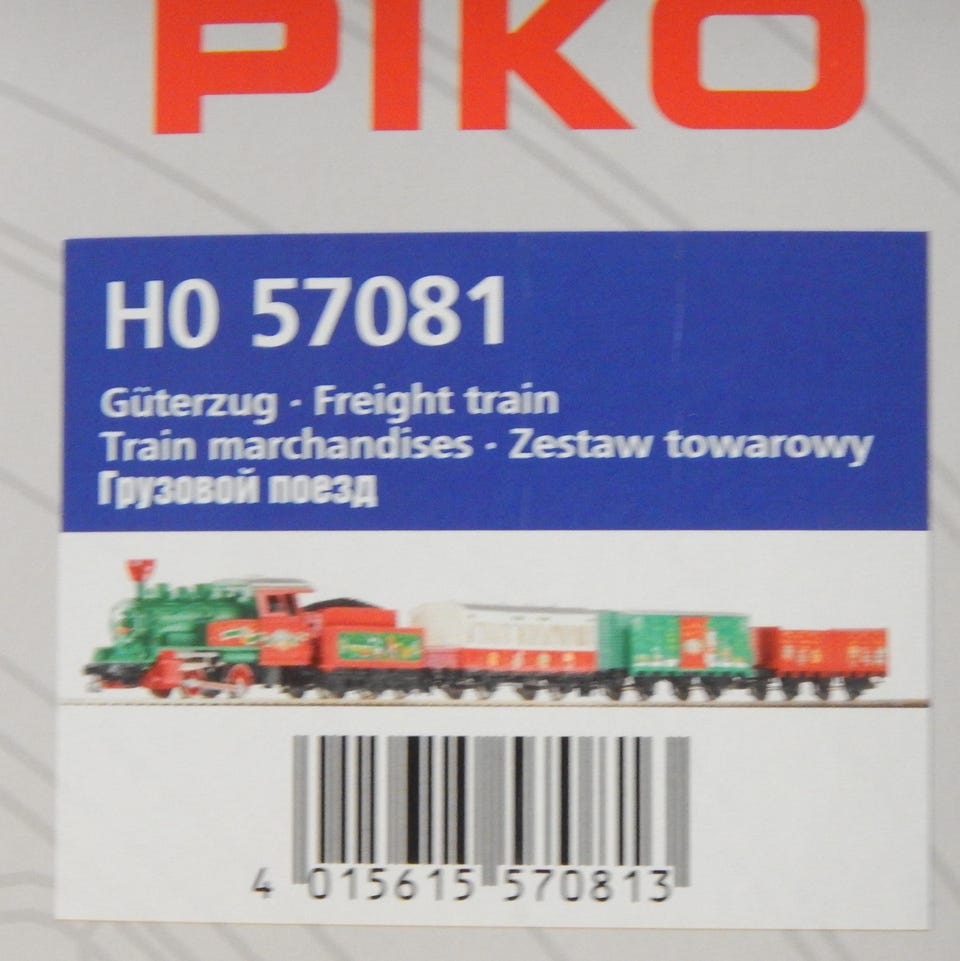 PIKO
H0 57081
Güterzug · Freight train
Train marchandises · Zestaw towarowy
Грузовой поезд
4 015615 570813